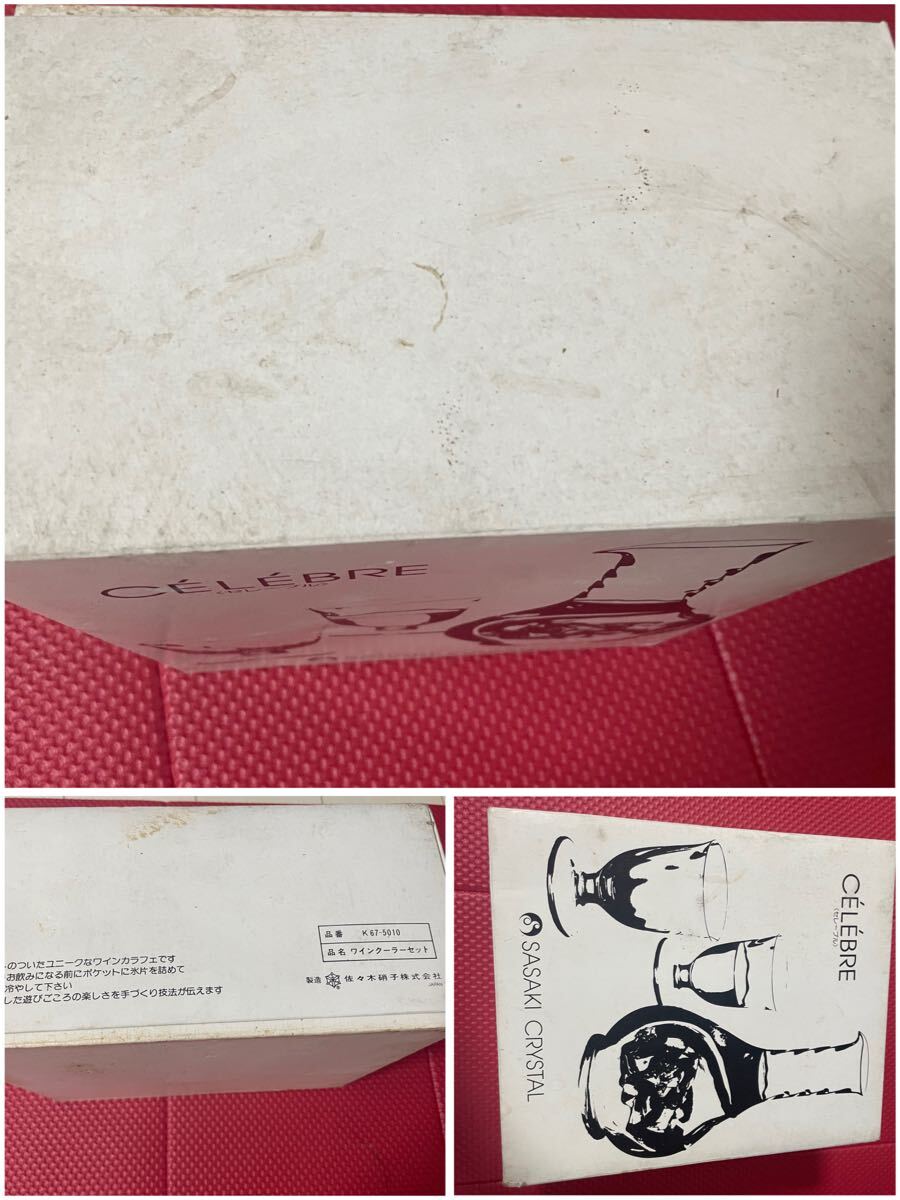 CÉLÉBRE
(セレーブル)
品番 K67-5010
品名 ワインクーラーセット
トのついたユニークなワインカラフェです
お飲みになる前にポケットに氷片を詰めて
冷やして下さい
した遊びごころの楽しさを手づくり技法が伝えます
製造 佐々木硝子株式会社
JAPAN
CÉLÉBRE
(セレーブル)
SASAKI CRYSTAL